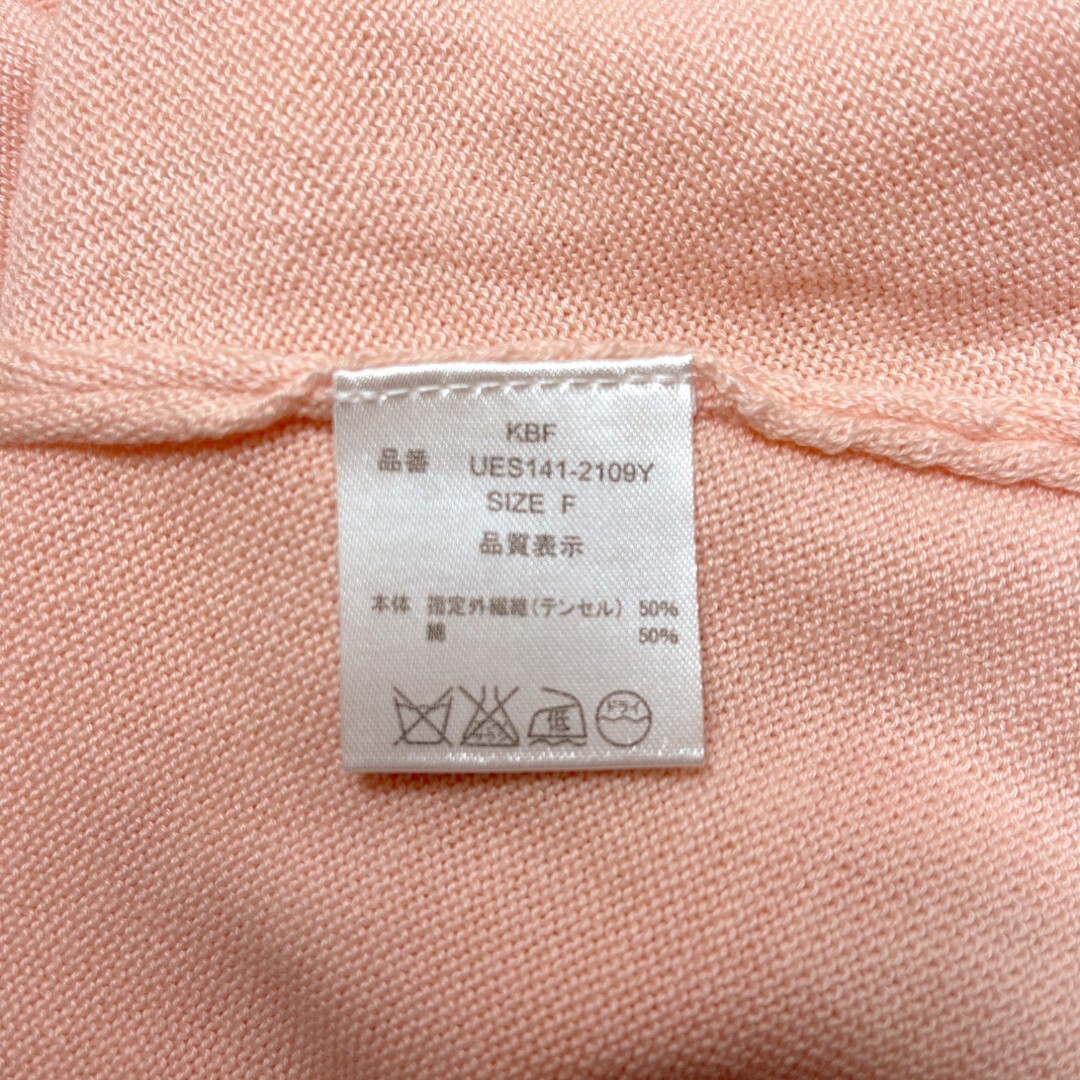 KBF
品番 UES141-2109Y
SIZE F
品質表示
本体 指定外繊維(テンセル) 50%
綿 50%
低 ドライ